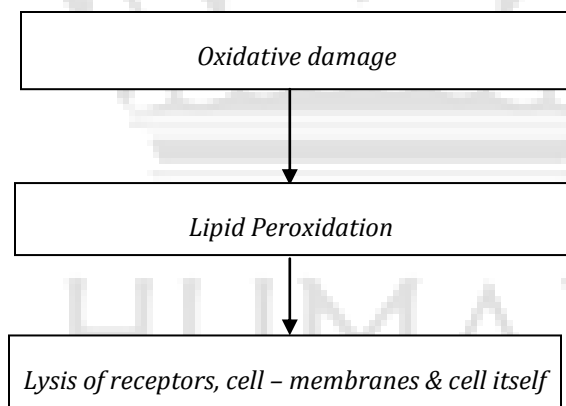 Oxidative damage
Lipid Peroxidation
Lysis of receptors, cell – membranes & cell itself